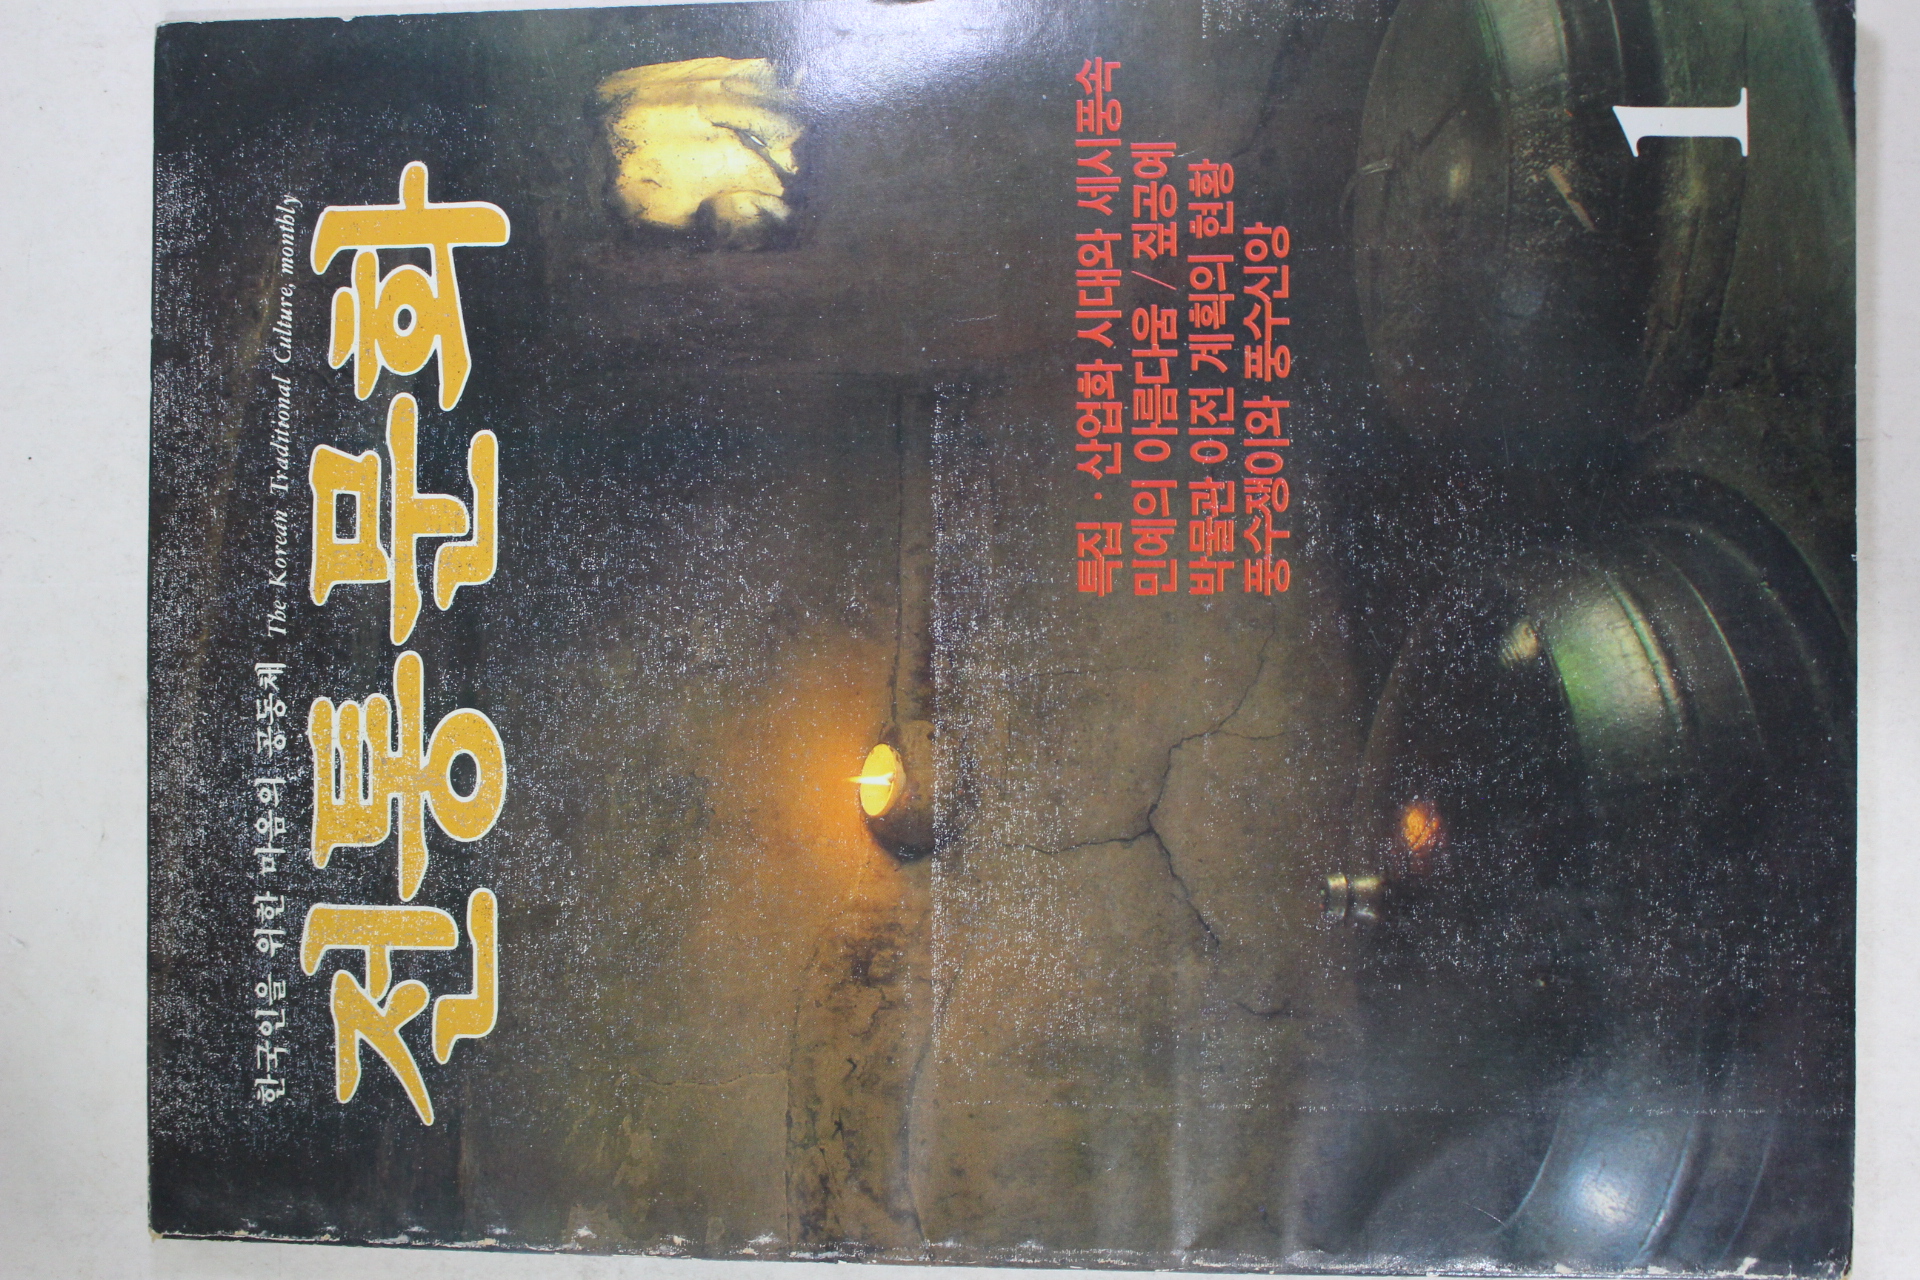 한국인을 위한 마음의 공동체 The Korean Traditional Culture, monthly
전통문화
특집·산업화 시대와 세시풍속
민예의 아름다움 / 짚공예
박물관 이전 계획의 현황
풍수쟁이와 풍수신앙
1